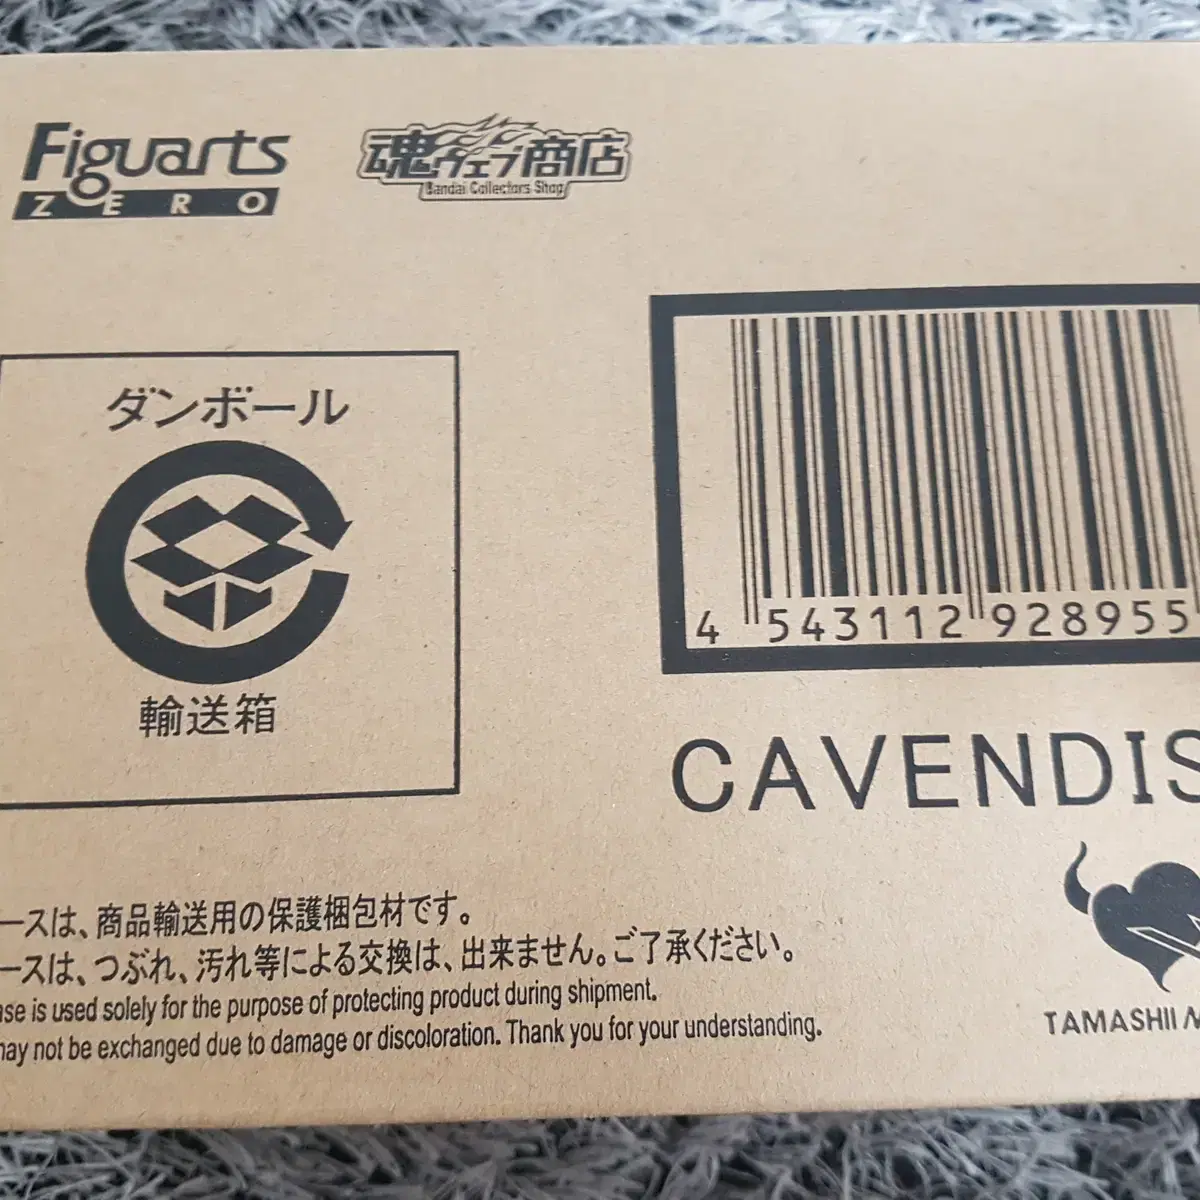 Figuarts
ZERO
魂ウェブ商店
Bandai Collectors Shop
ダンボール
輸送箱
4 543112 928955
CAVENDIS
ースは、商品輸送用の保護梱包材です。
ースは、つぶれ、汚れ等による交換は、出来ません。ご了承ください。
ase is used solely for the purpose of protecting product during shipment.
may not be exchanged due to damage or discoloration. Thank you for your understanding.
TAMASHII N